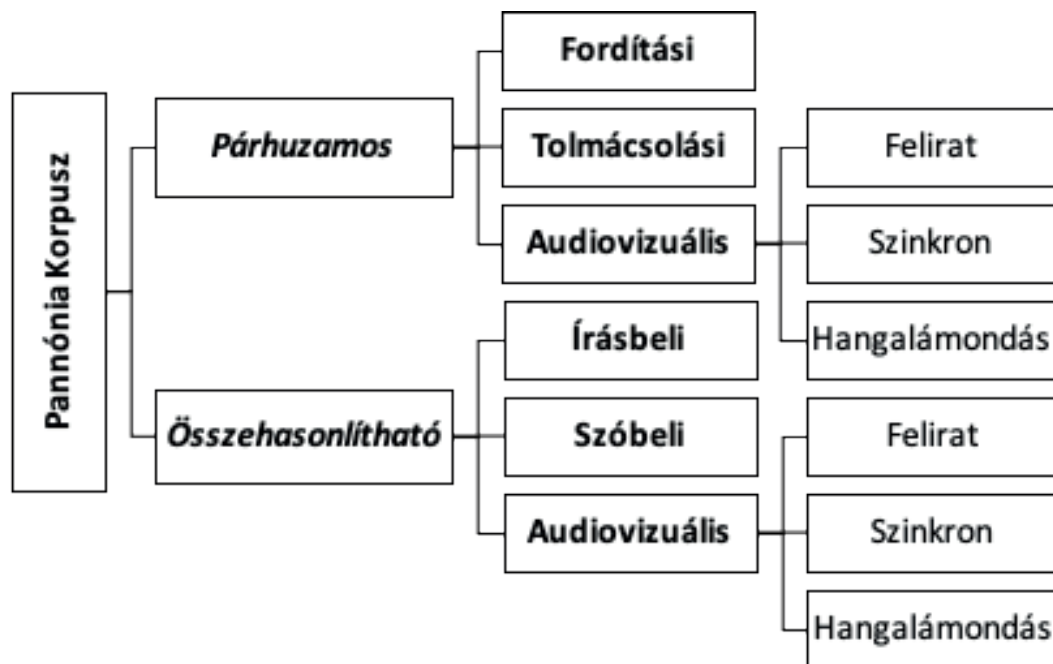 Pannónia Korpusz
Párhuzamos
Fordítási
Tolmácsolási
Audiovizuális
Felirat
Szinkron
Hangalámondás
Összehasonlítható
Írásbeli
Szóbeli
Audiovizuális
Felirat
Szinkron
Hangalámondás